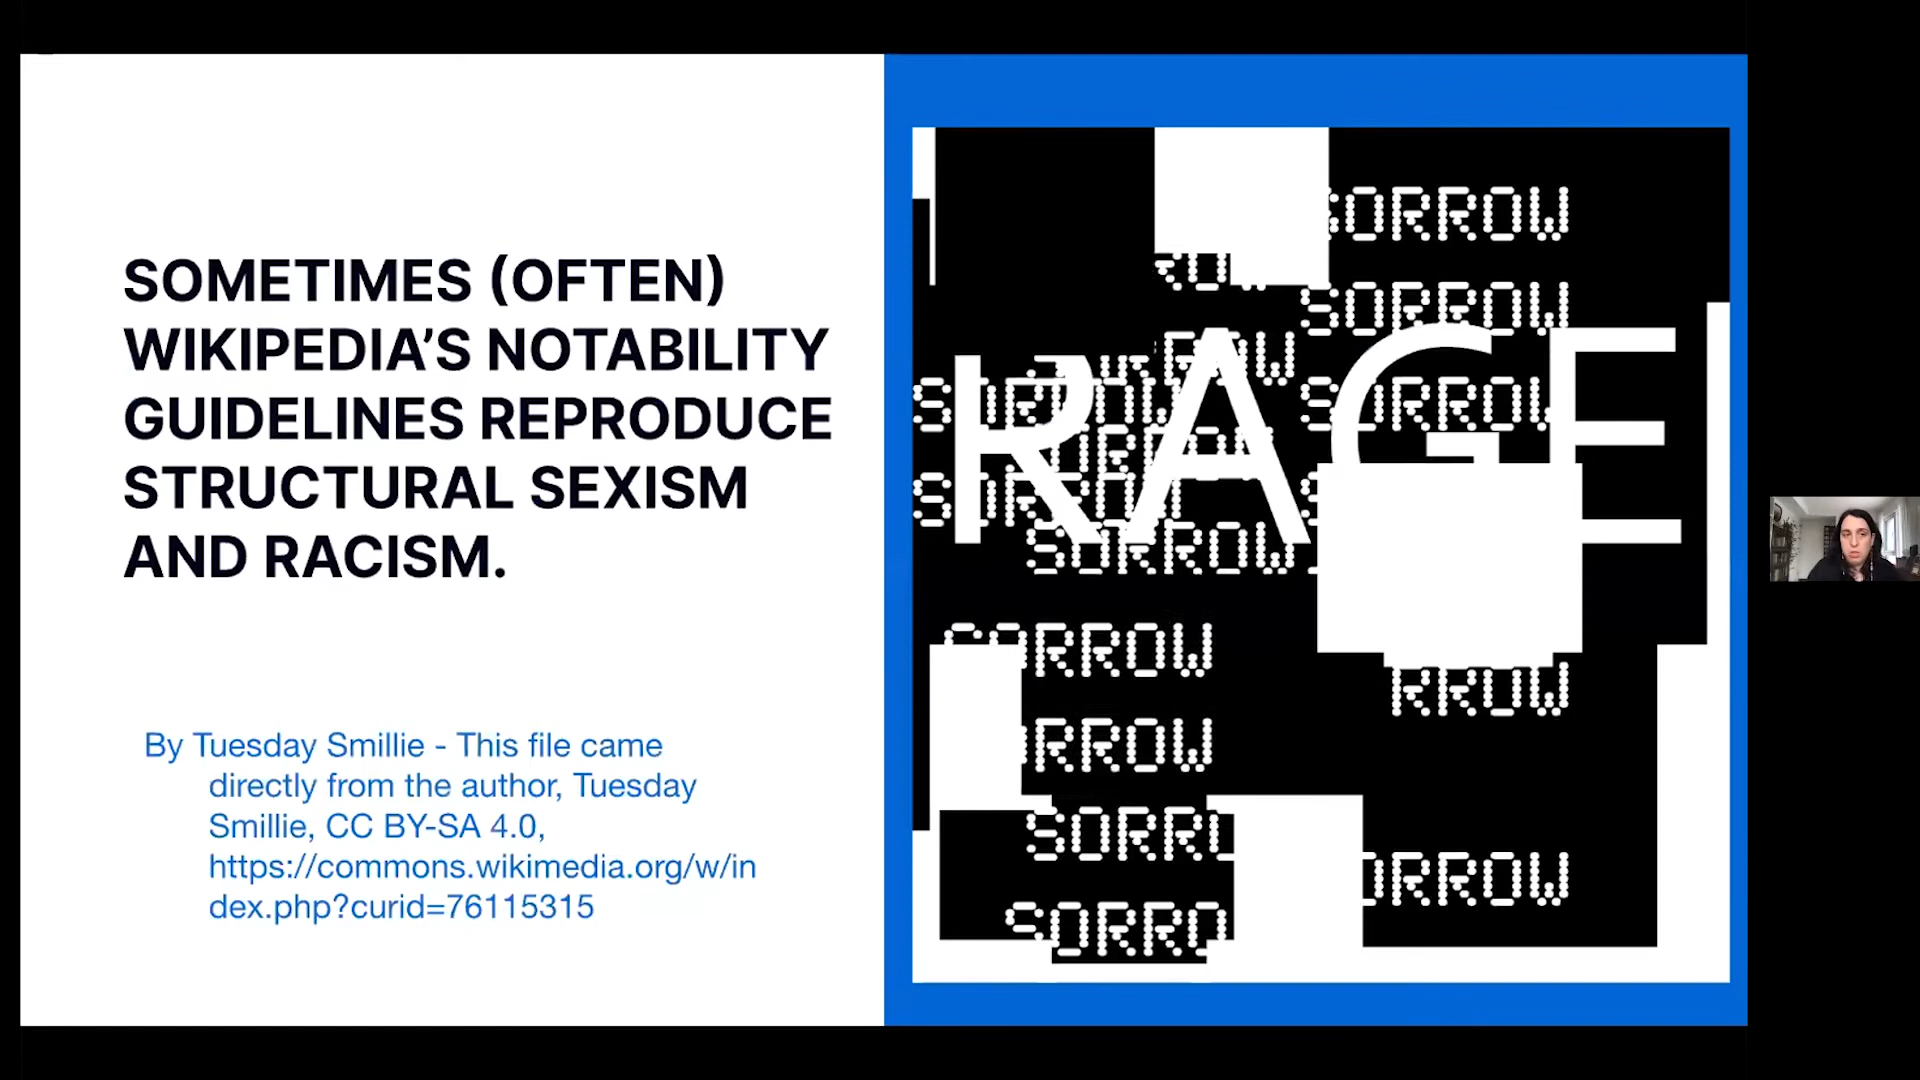 SOMETIMES (OFTEN)
WIKIPEDIA’S NOTABILITY
GUIDELINES REPRODUCE
STRUCTURAL SEXISM
AND RACISM.
By Tuesday Smillie - This file came
directly from the author, Tuesday
Smillie, CC BY-SA 4.0,
https://commons.wikimedia.org/w/in
dex.php?curid=76115315
SORROW
SORROW
RAGE
SORROW
SORROW
RROW
ORROW
SORRO
ORROW
SORRO